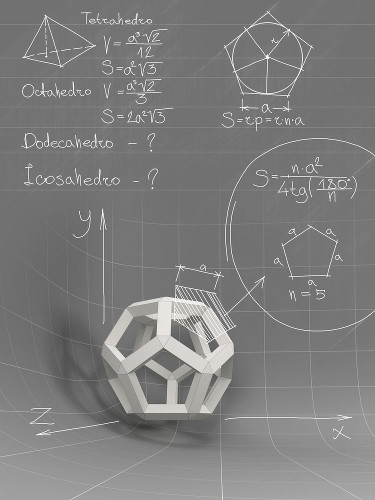 Tetrahedro
V = a³√2 / 12
S = a²√3
Octahedro V = a³√2 / 3
S = 2a²√3
Dodecahedro - ?
Icosahedro - ?
r
a
S = rp = r·n·a
S = n·a² / 4tg(180° / n)
a a
a a
a
n = 5
y
a
z
x